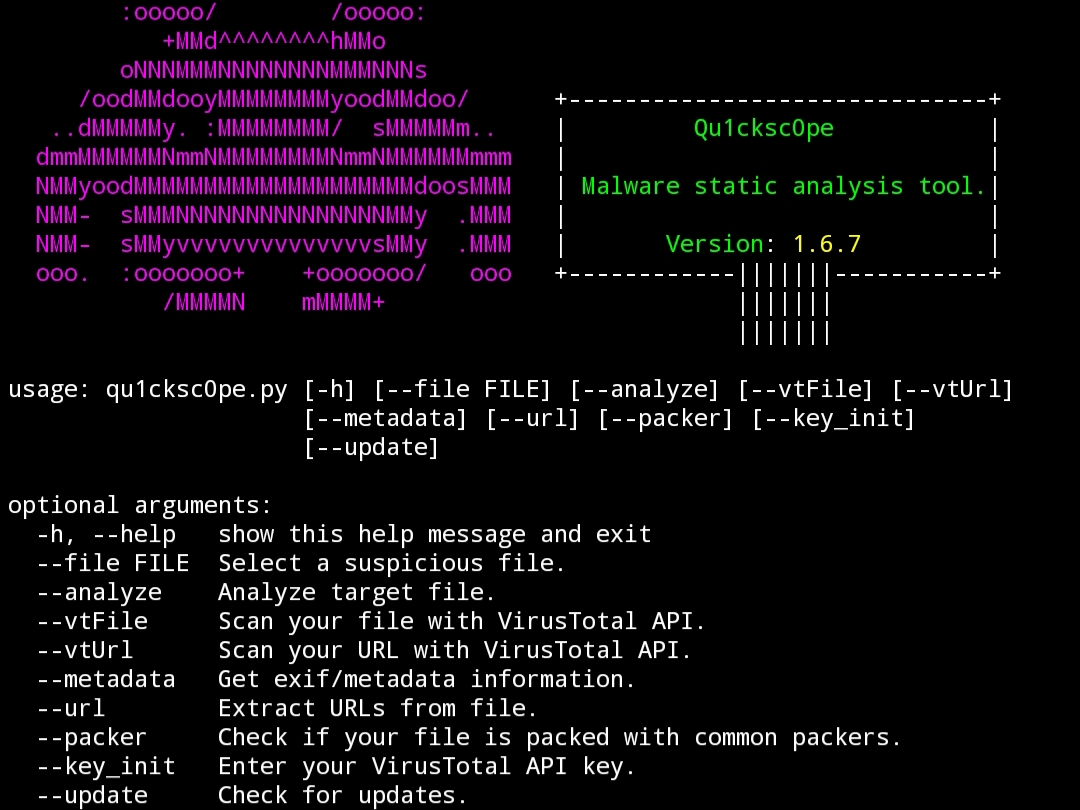 :ooooo/        /ooooo:
+MMd^^^^^^^^hMMo
oNNNMMMNNNNNNNNMMMNNNs
/oodMMdooyMMMMMMMMyoodMMdoo/
..dMMMMMy. :MMMMMMMM/  sMMMMMm..
dmmMMMMMMNmmNMMMMMMMMNmmNMMMMMMmmm
NMMyoodMMMMMMMMMMMMMMMMMMMMdoosMMM
NMM-  sMMMNNNNNNNNNNNNNNNMMy  .MMM
NMM-  sMMyvvvvvvvvvvvvvvsMMy  .MMM
ooo.  :ooooooo+    +ooooooo/   ooo
/MMMMN    mMMMM+
+------------------------------+
| Qu1cksc0pe |
| |
| Malware static analysis tool.|
| |
| Version: 1.6.7 |
+------------|||||||-----------+
|||||||
|||||||
usage: qu1cksc0pe.py [-h] [--file FILE] [--analyze] [--vtFile] [--vtUrl]
[--metadata] [--url] [--packer] [--key_init]
[--update]
optional arguments:
-h, --help   show this help message and exit
--file FILE  Select a suspicious file.
--analyze    Analyze target file.
--vtFile     Scan your file with VirusTotal API.
--vtUrl      Scan your URL with VirusTotal API.
--metadata   Get exif/metadata information.
--url        Extract URLs from file.
--packer     Check if your file is packed with common packers.
--key_init   Enter your VirusTotal API key.
--update     Check for updates.